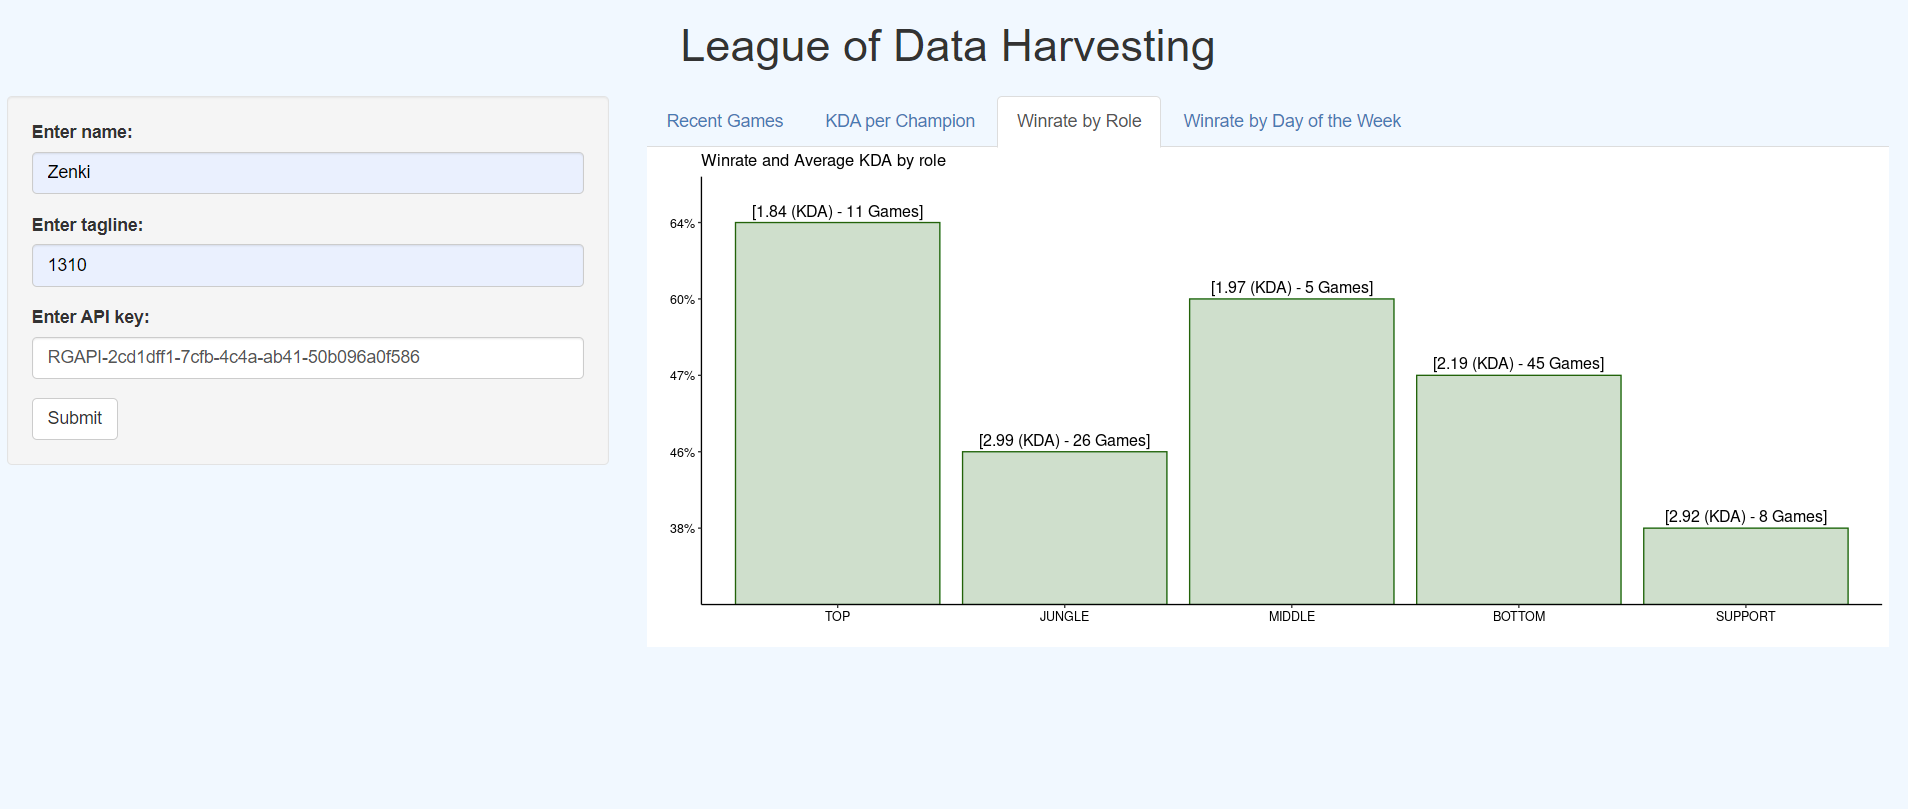 League of Data Harvesting
Enter name:
Zenki
Enter tagline:
1310
Enter API key:
RGAPI-2cd1dff1-7cfb-4c4a-ab41-50b096a0f586
Submit
Recent Games KDA per Champion Winrate by Role Winrate by Day of the Week
Winrate and Average KDA by role
64%
60%
47%
46%
38%
[1.84 (KDA) - 11 Games]
[2.99 (KDA) - 26 Games]
[1.97 (KDA) - 5 Games]
[2.19 (KDA) - 45 Games]
[2.92 (KDA) - 8 Games]
TOP JUNGLE MIDDLE BOTTOM SUPPORT